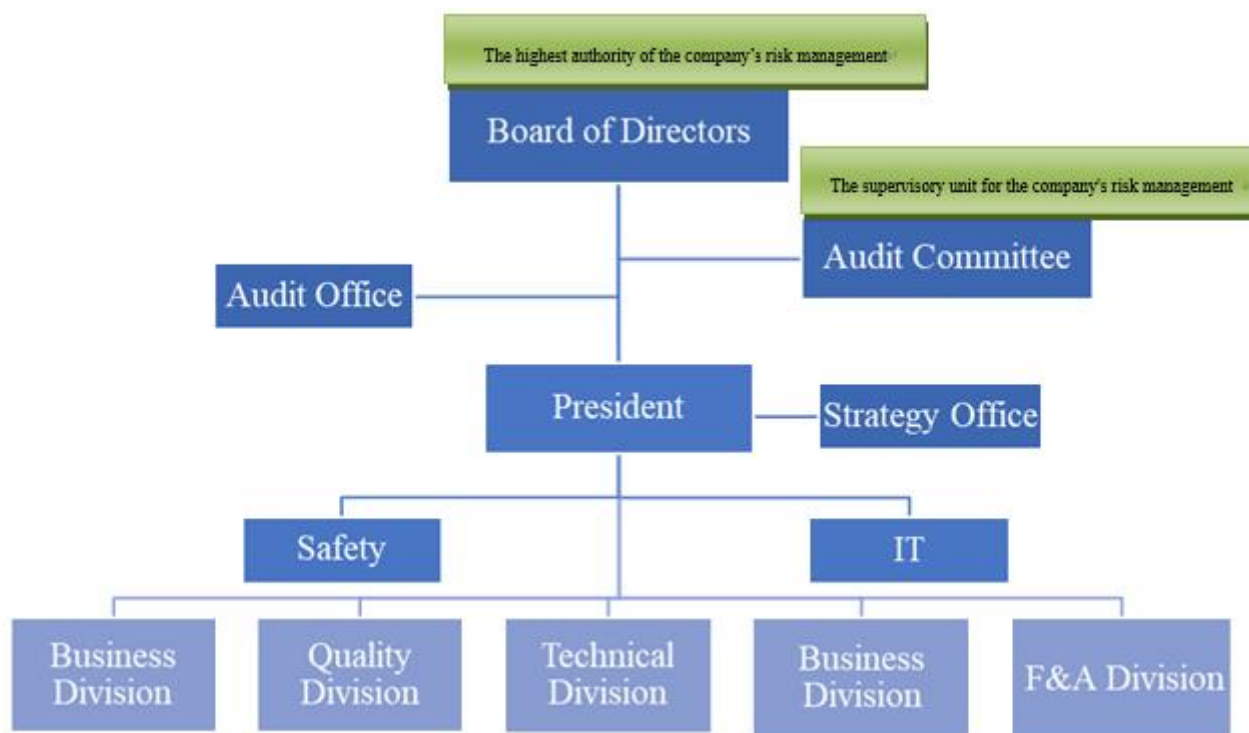 The highest authority of the company’s risk management
Board of Directors
The supervisory unit for the company's risk management
Audit Committee
Audit Office
President
Strategy Office
Safety
IT
Business
Division
Quality
Division
Technical
Division
Business
Division
F&A Division